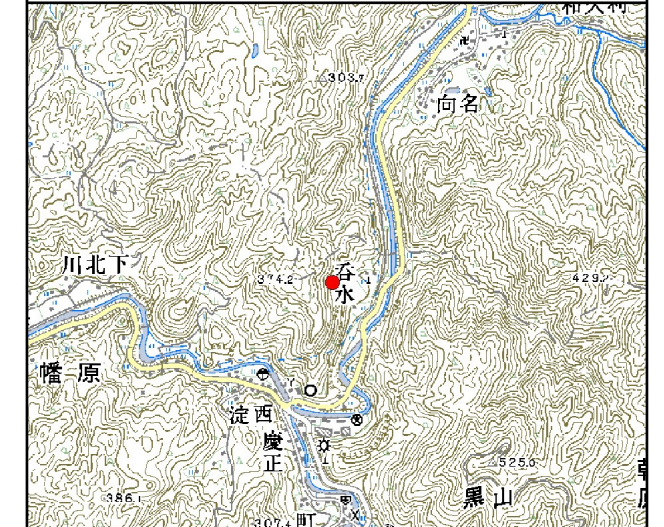 303.7
向名
川北下
374.2
呑水
429.2
幡原
淀西
慶正
525.0
黒山
386.1
307.4
町